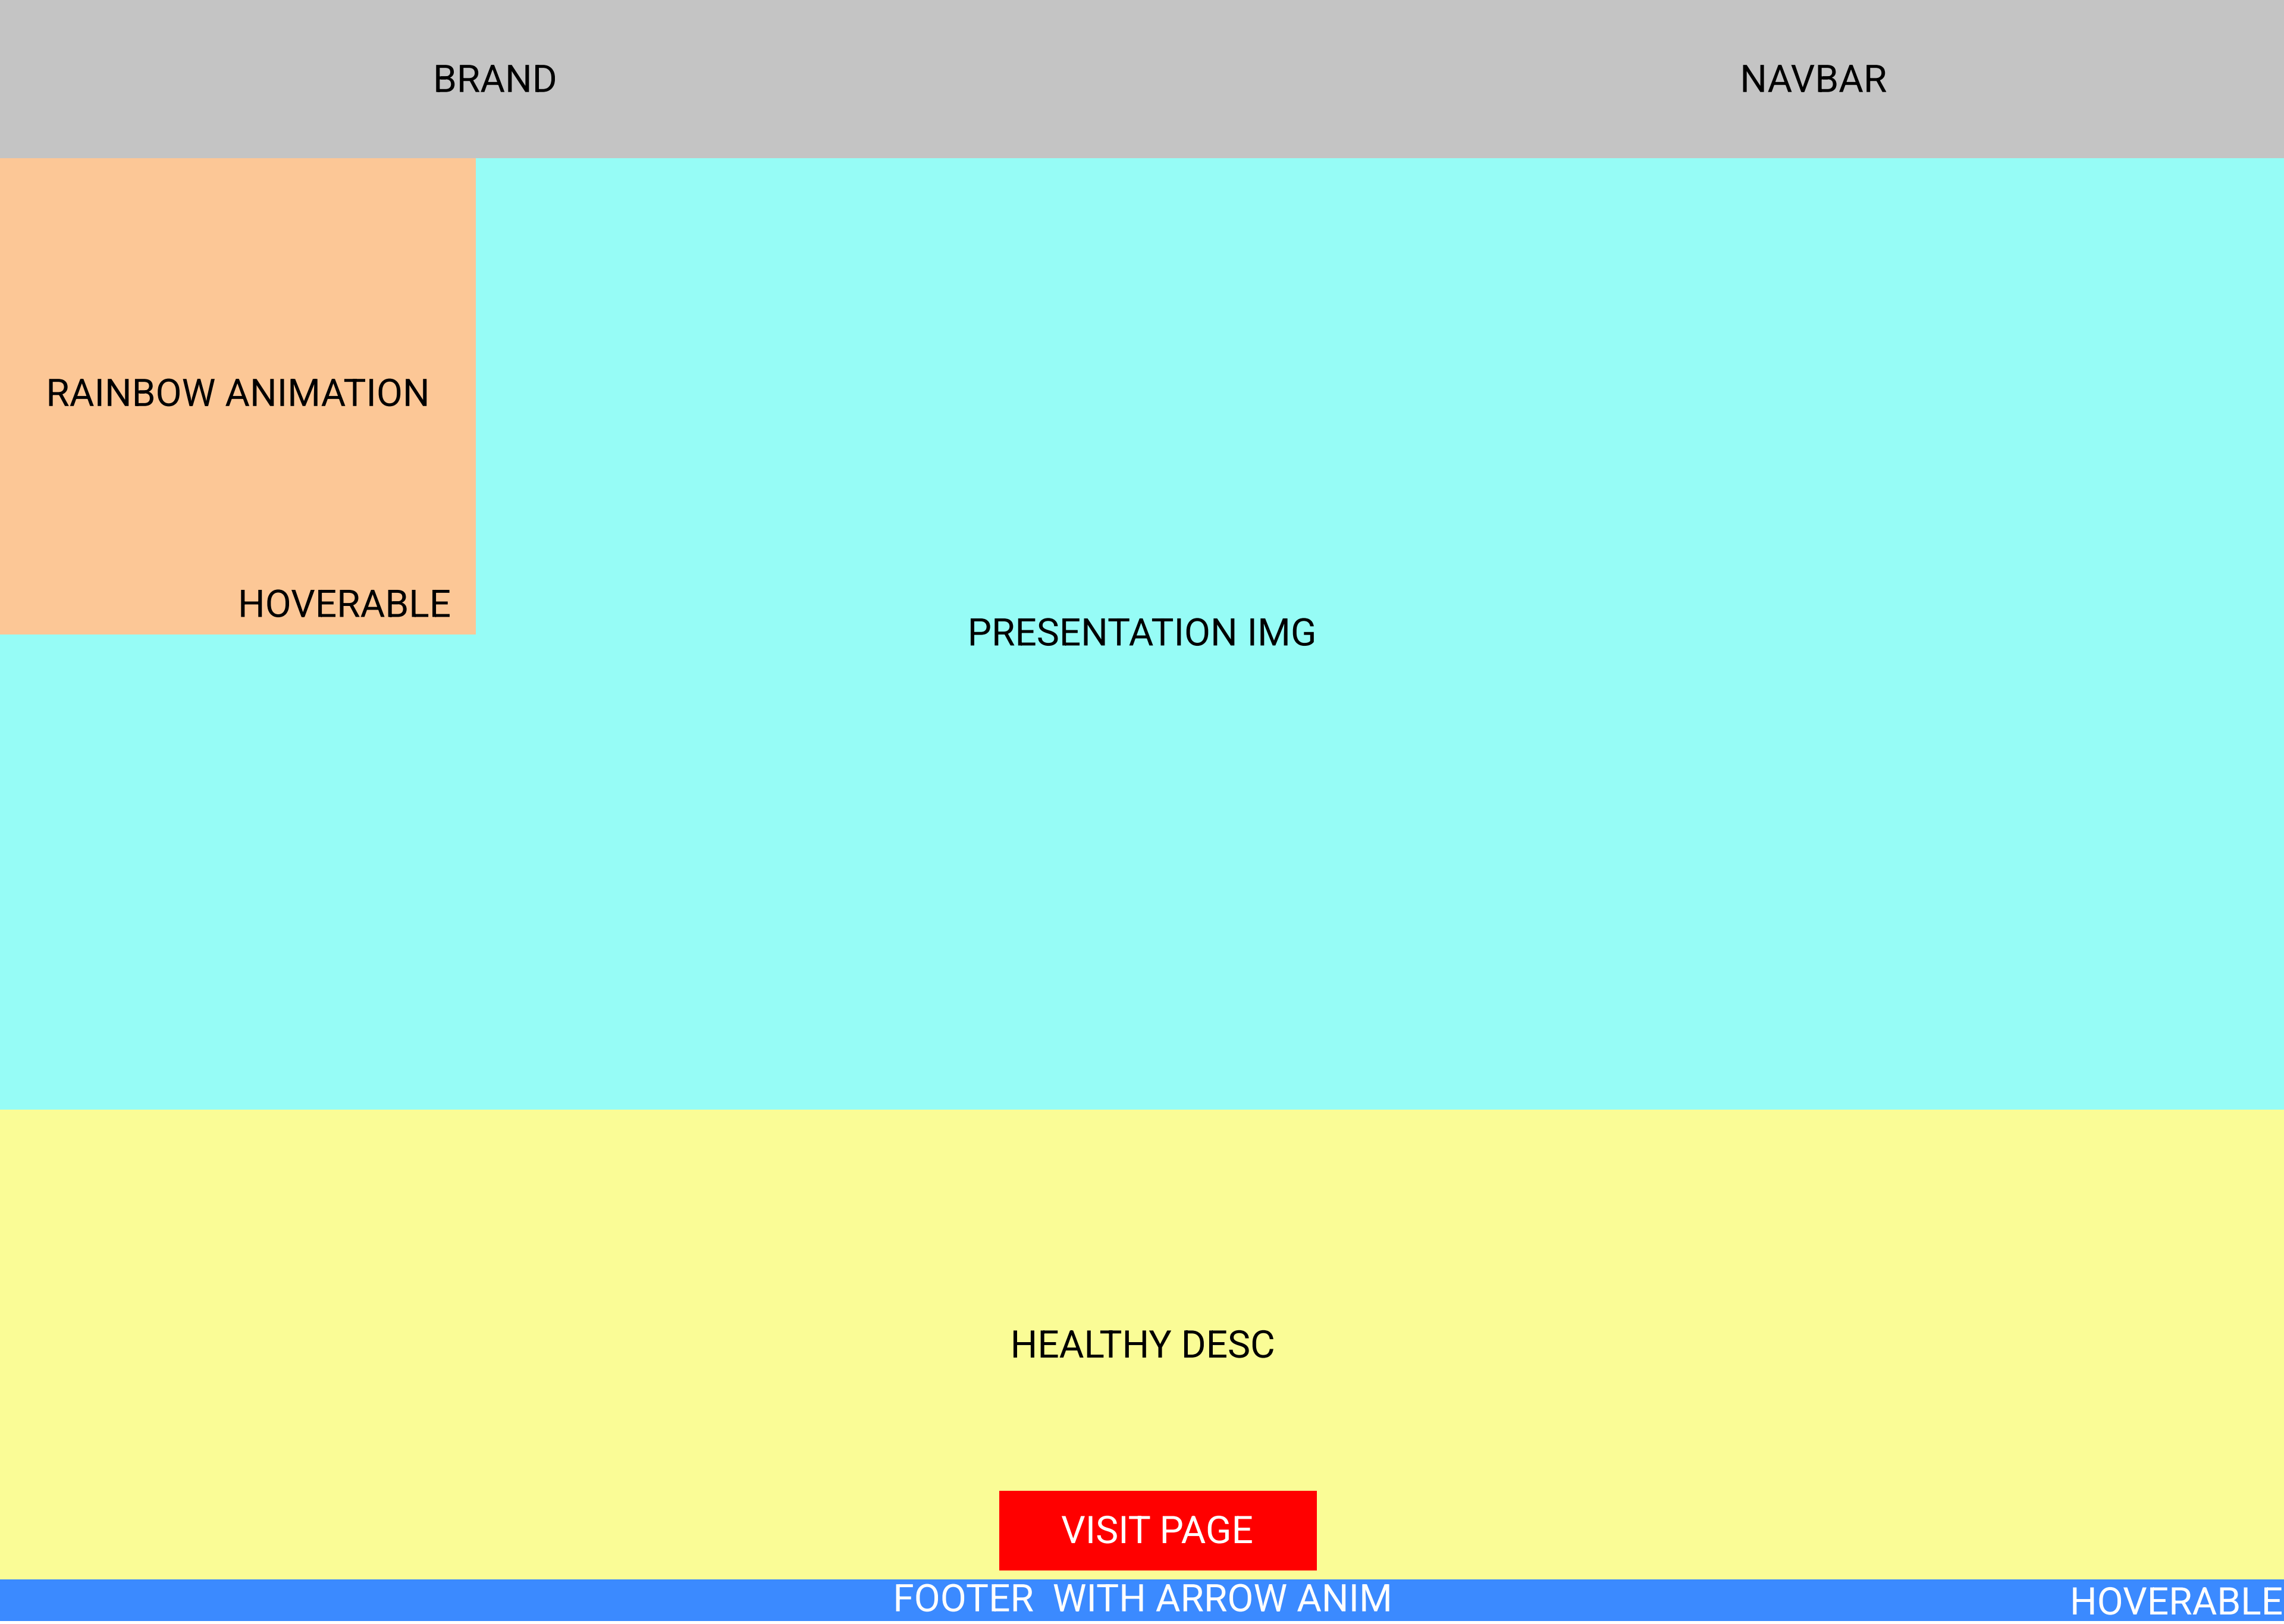 BRAND
NAVBAR
RAINBOW ANIMATION
HOVERABLE
PRESENTATION IMG
HEALTHY DESC
VISIT PAGE
FOOTER  WITH ARROW ANIM
HOVERABLE